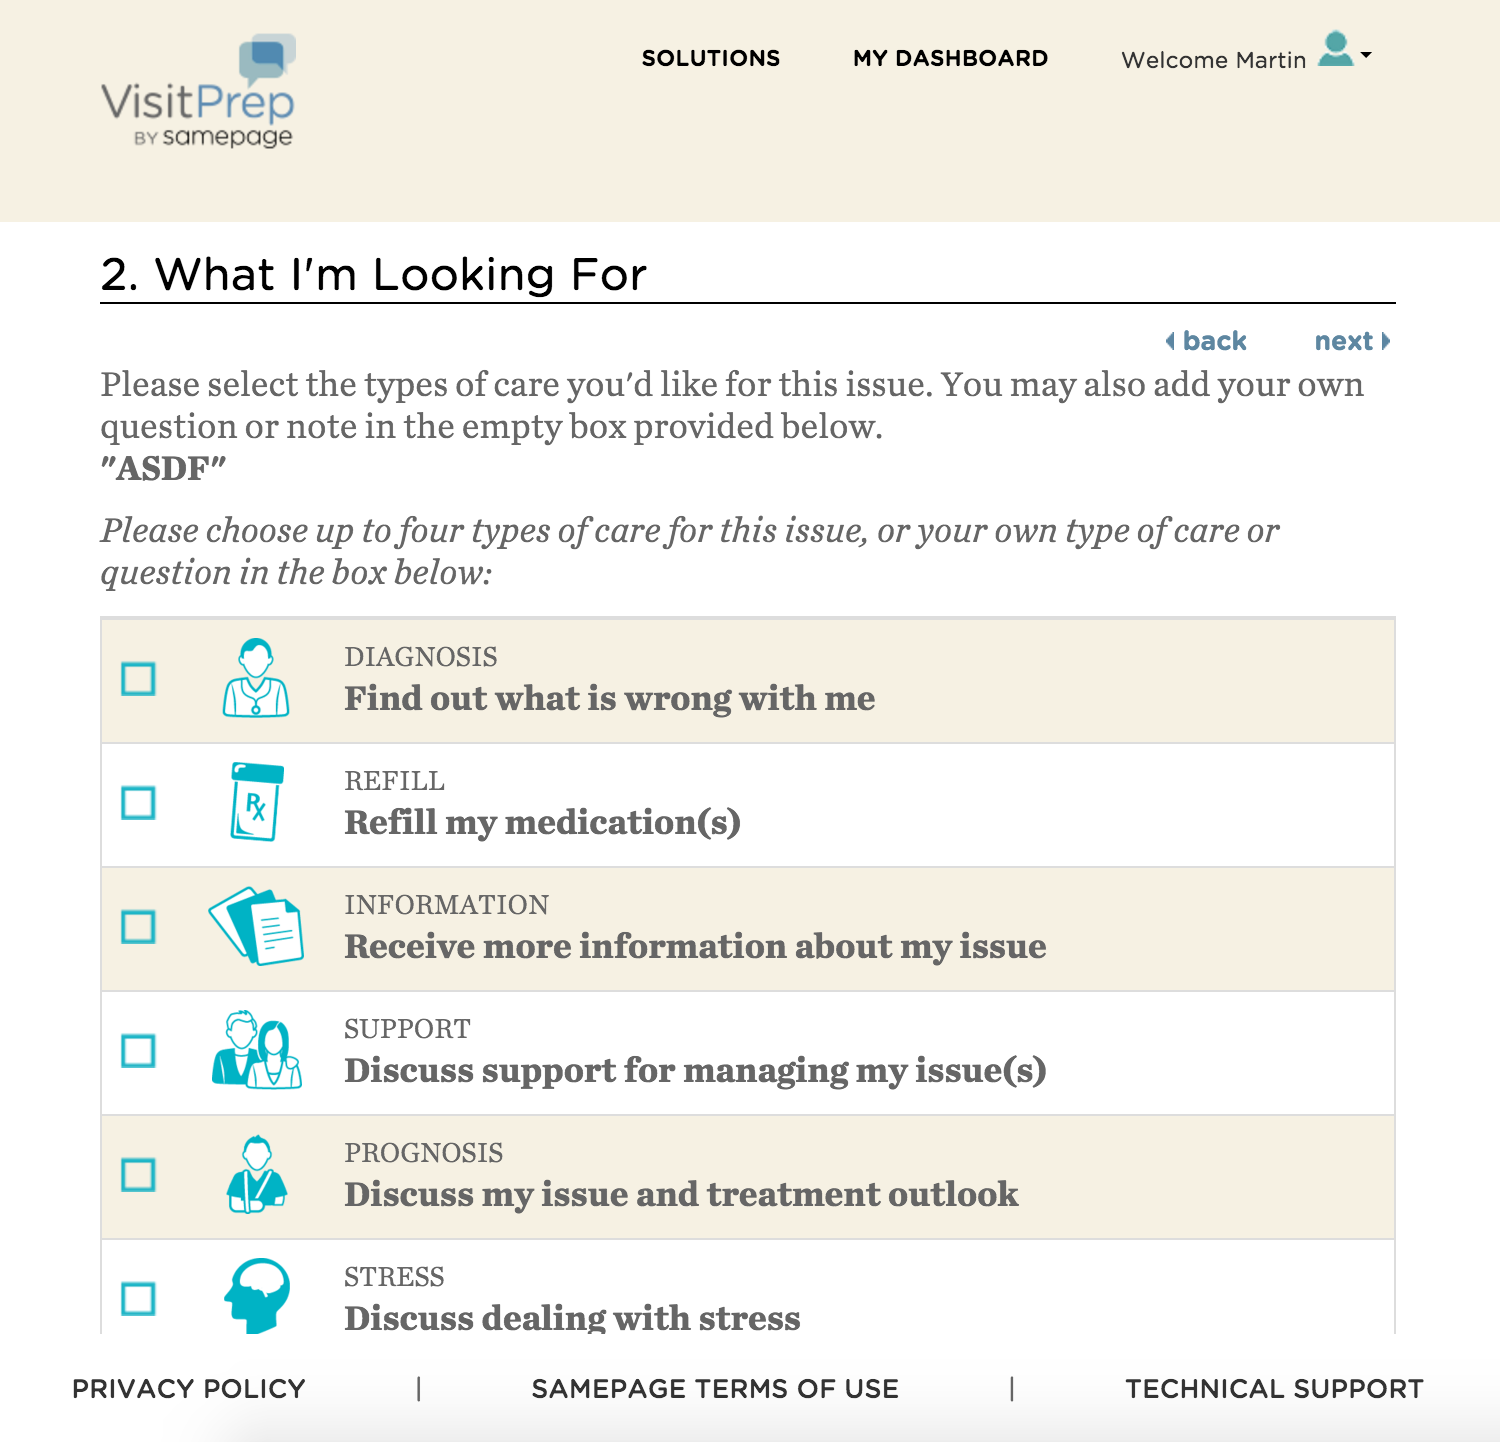 VisitPrep
BY samepage
SOLUTIONS
MY DASHBOARD
Welcome Martin
2. What I'm Looking For
back
next
Please select the types of care you'd like for this issue. You may also add your own
question or note in the empty box provided below.
"ASDF"
Please choose up to four types of care for this issue, or your own type of care or
question in the box below:
DIAGNOSIS
Find out what is wrong with me
REFILL
Rx
Refill my medication(s)
INFORMATION
Receive more information about my issue
SUPPORT
Discuss support for managing my issue(s)
PROGNOSIS
Discuss my issue and treatment outlook
STRESS
Discuss dealing with stress
PRIVACY POLICY
|
SAMEPAGE TERMS OF USE
|
TECHNICAL SUPPORT